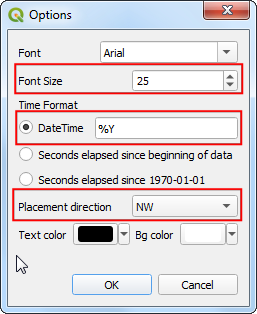 Options
Font Arial
Font Size 25
Time Format
DateTime %Y
Seconds elapsed since beginning of data
Seconds elapsed since 1970-01-01
Placement direction NW
Text color Bg color
OK Cancel